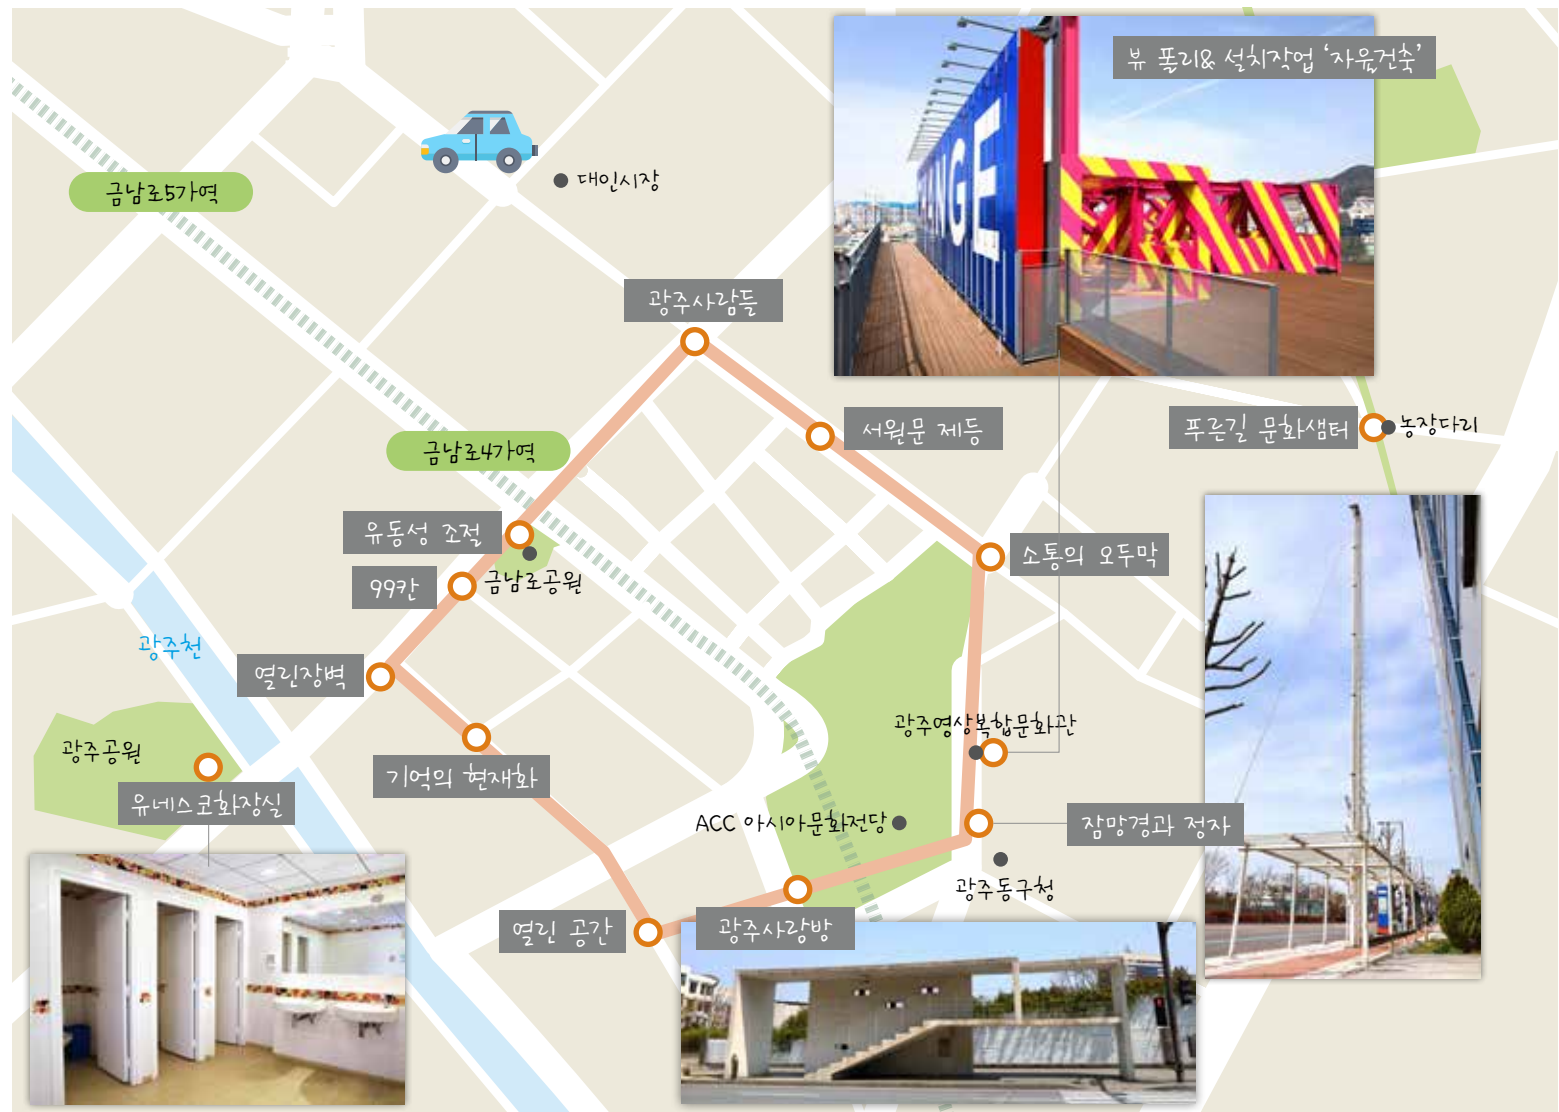 뷰 폴리& 설치작업 ‘자율건축’
대인시장
금남로5가역
광주사람들
서원문 제등
푸른길 문화샘터
농장다리
금남로4가역
유동성 조절
소통의 오두막
99칸
금남로공원
광주천
열린장벽
광주영상복합문화관
광주공원
기억의 현재화
유네스코화장실
ACC 아시아문화전당
잠망경과 정자
광주동구청
열린 공간
광주사랑방
ANGE